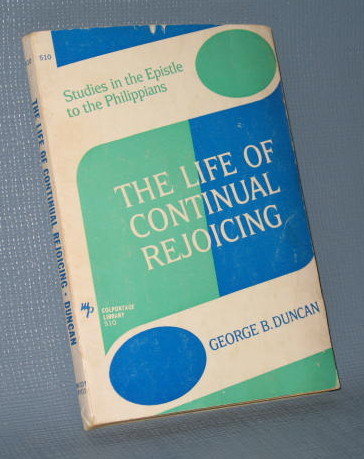 510
Studies in the Epistle
to the Philippians
THE LIFE OF
CONTINUAL
REJOICING
COLPORTAGE
LIBRARY
510
GEORGE B. DUNCAN
THE LIFE OF CONTINUAL REJOICING • DUNCAN